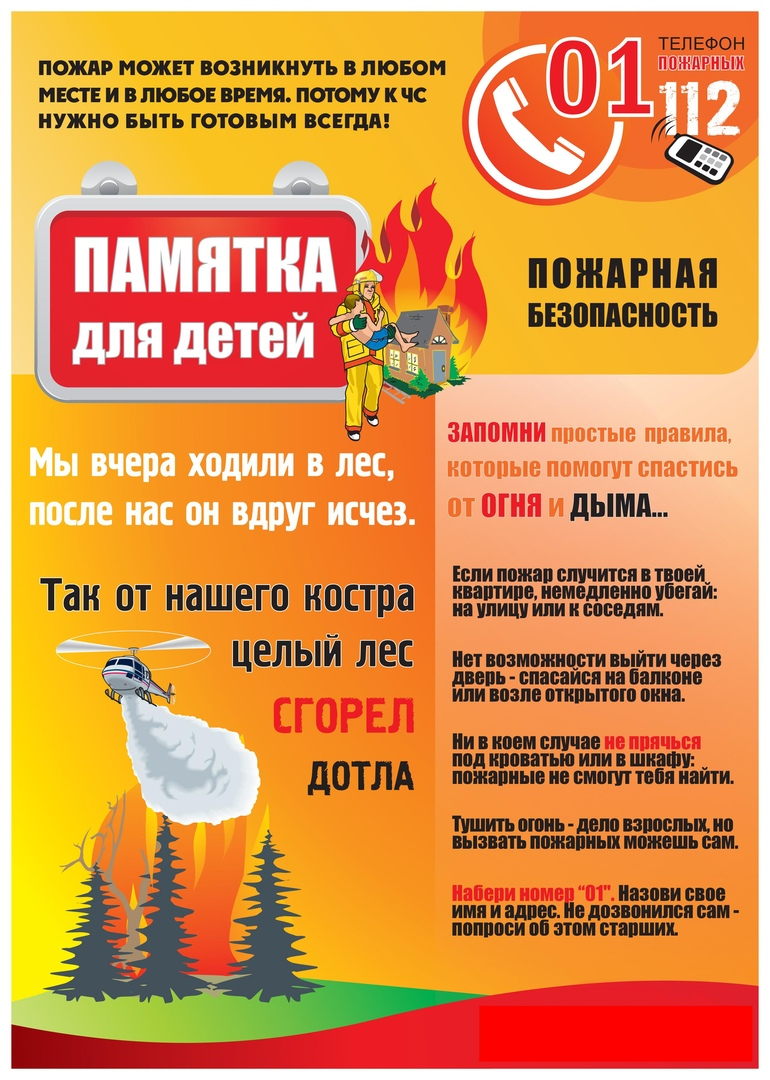 ПОЖАР МОЖЕТ ВОЗНИКНУТЬ В ЛЮБОМ
МЕСТЕ И В ЛЮБОЕ ВРЕМЯ. ПОТОМУ К ЧС
НУЖНО БЫТЬ ГОТОВЫМ ВСЕГДА!
01
ТЕЛЕФОН
ПОЖАРНЫХ
112
ПАМЯТКА
для детей
ПОЖАРНАЯ
БЕЗОПАСНОСТЬ
Мы вчера ходили в лес,
после нас он вдруг исчез.
Так от нашего костра
целый лес
СГОРЕЛ
ДОТЛА
ЗАПОМНИ простые правила,
которые помогут спастись
от ОГНЯ и ДЫМА...
Если пожар случится в твоей
квартире, немедленно убегай:
на улицу или к соседям.
Нет возможности выйти через
дверь - спасайся на балконе
или возле открытого окна.
Ни в коем случае не прячься
под кроватью или в шкафу:
пожарные не смогут тебя найти.
Тушить огонь - дело взрослых, но
вызвать пожарных можешь сам.
Набери номер “01”. Назови свое
имя и адрес. Не дозвонился сам -
попроси об этом старших.